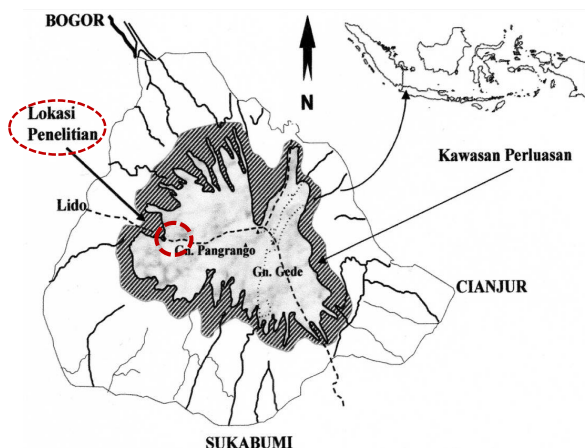 BOGOR
Lokasi
Penelitian
N
Kawasan Perluasan
Lido
Gn. Pangrango
Gn. Gede
CIANJUR
SUKABUMI